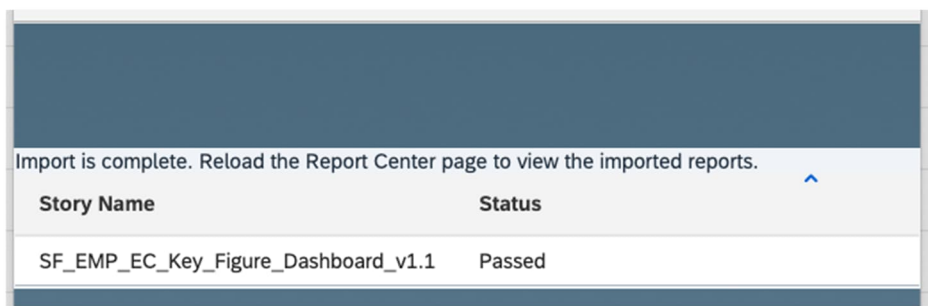 Import is complete. Reload the Report Center page to view the imported reports.
Story Name Status
SF_EMP_EC_Key_Figure_Dashboard_v1.1 Passed